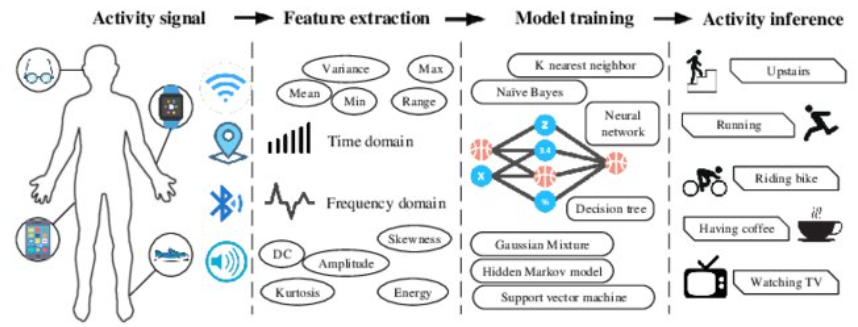 Activity signal
Feature extraction
Model training
Activity inference
Variance
Max
Mean
Min
Range
Time domain
Frequency domain
Skewness
DC
Amplitude
Kurtosis
Energy
K nearest neighbor
Naïve Bayes
Neural
network
Z
3.4
X
%
Decision tree
Gaussian Mixture
Hidden Markov model
Support vector machine
Upstairs
Running
Riding bike
Having coffee
Watching TV